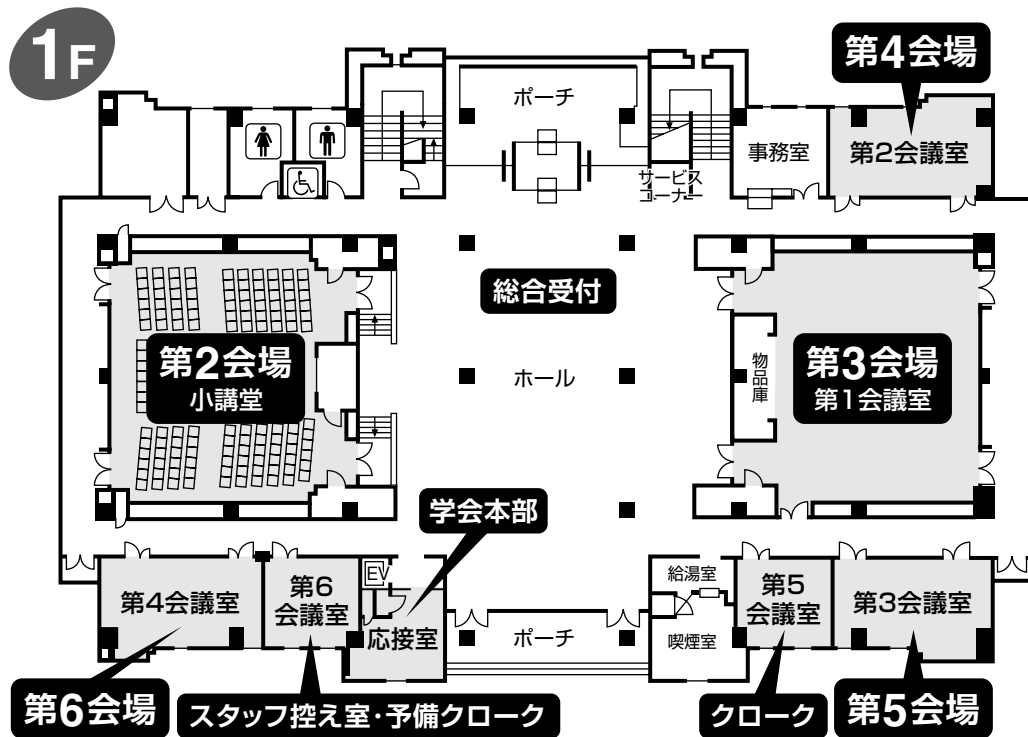 1F
第4会場
ポーチ
事務室
第2会議室
サービス
コーナー
総合受付
第2会場
小講堂
ホール
物品庫
第3会場
第1会議室
学会本部
EV
給湯室
第4会議室
第6
会議室
応接室
ポーチ
喫煙室
第5
会議室
第3会議室
第6会場
スタッフ控え室・予備クローク
クローク
第5会場